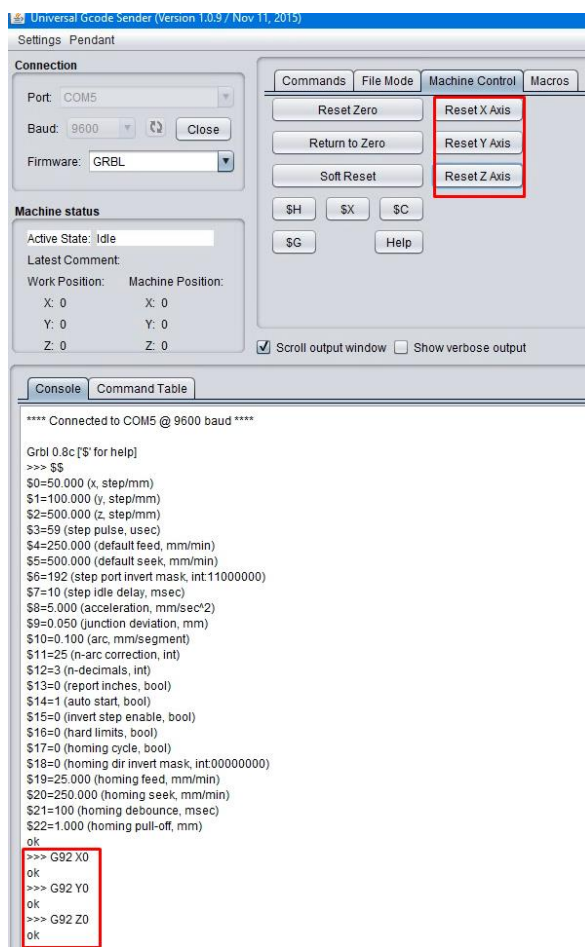 Universal Gcode Sender (Version 1.0.9 / Nov 11, 2015)
Settings Pendant
Connection
Port: COM5
Baud: 9600 Close
Firmware: GRBL
Commands File Mode Machine Control Macros
Reset Zero Reset X Axis
Return to Zero Reset Y Axis
Soft Reset Reset Z Axis
$H $X $C
$G Help
Machine status
Active State: Idle
Latest Comment:
Work Position: Machine Position:
X: 0 X: 0
Y: 0 Y: 0
Z: 0 Z: 0
Scroll output window Show verbose output
Console Command Table
**** Connected to COM5 @ 9600 baud ****
Grbl 0.8c ['$' for help]
>>> $$
$0=50.000 (x, step/mm)
$1=100.000 (y, step/mm)
$2=500.000 (z, step/mm)
$3=59 (step pulse, usec)
$4=250.000 (default feed, mm/min)
$5=500.000 (default seek, mm/min)
$6=192 (step port invert mask, int:11000000)
$7=10 (step idle delay, msec)
$8=5.000 (acceleration, mm/sec^2)
$9=0.050 (junction deviation, mm)
$10=0.100 (arc, mm/segment)
$11=25 (n-arc correction, int)
$12=3 (n-decimals, int)
$13=0 (report inches, bool)
$14=1 (auto start, bool)
$15=0 (invert step enable, bool)
$16=0 (hard limits, bool)
$17=0 (homing cycle, bool)
$18=0 (homing dir invert mask, int:00000000)
$19=25.000 (homing feed, mm/min)
$20=250.000 (homing seek, mm/min)
$21=100 (homing debounce, msec)
$22=1.000 (homing pull-off, mm)
ok
>>> G92 X0
ok
>>> G92 Y0
ok
>>> G92 Z0
ok